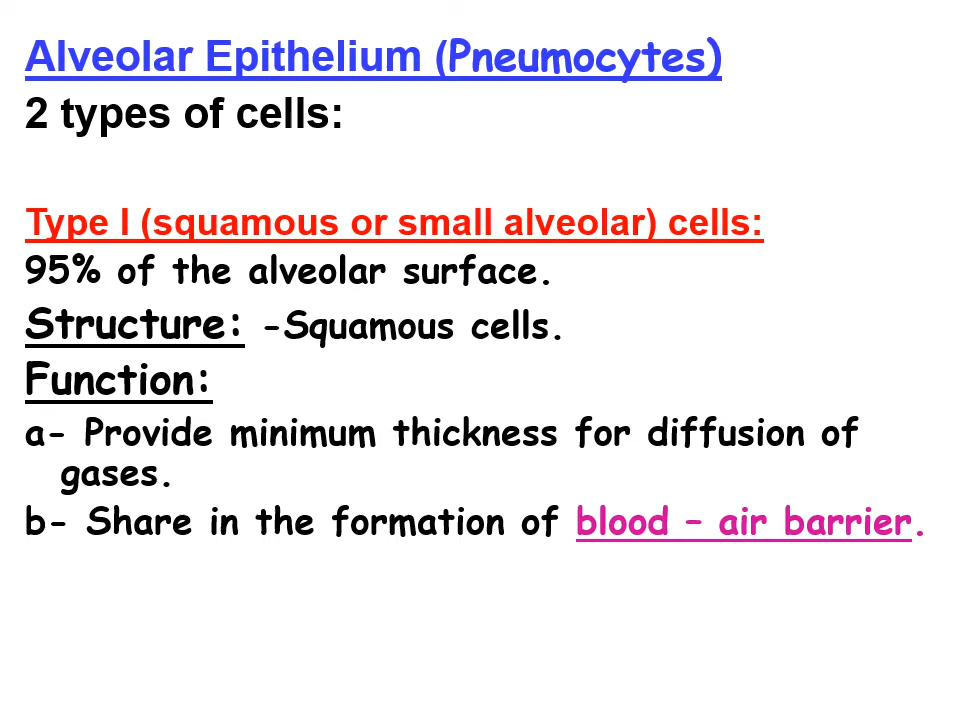 Alveolar Epithelium (Pneumocytes)
2 types of cells:
Type I (squamous or small alveolar) cells:
95% of the alveolar surface.
Structure: -Squamous cells.
Function:
a- Provide minimum thickness for diffusion of
gases.
b- Share in the formation of blood – air barrier.